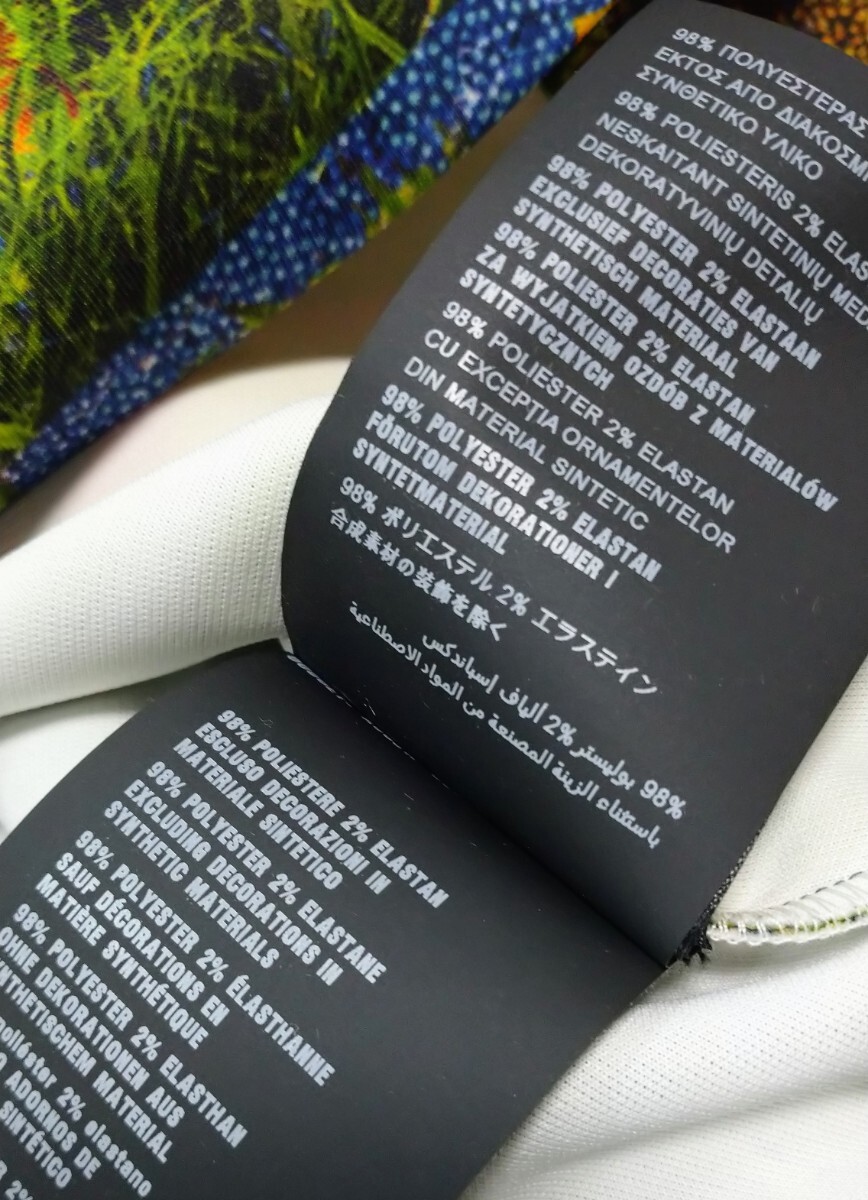 98% ΠΟΛΥΕΣΤΕΡΑΣ
ΕΚΤΟΣ ΑΠΟ
ΣΥΝΘΕΤΙΚΟ ΥΛΙΚΟ
98% POLIESTERIS 2%
NESKAITANT SINTETINIŲ
DEKORATYVINIŲ DETALIŲ
98% POLYESTER 2% ELASTAAN
EXCLUSIEF DECORATIES VAN
SYNTHETISCH MATERIAAL
98% POLIESTER 2% ELASTAN
ZA WYJATKIEM OZDÓB Z MATERIALÓW
SYNTETYCZNYCH
98% POLIESTER 2% ELASTAN
CU EXCEPȚIA ORNAMENTELOR
DIN MATERIAL SINTETIC
98% POLYESTER 2% ELASTAN
FÖRUTOM DEKORATIONER I
SYNTETMATERIAL
98% ポリエステル 2% エラステイン
合成素材の装飾を除く
98% بوليستر 2% ألياف إسباندكس
باستثناء الزينة المصنعة من المواد الاصطناعية
98% POLIESTERE 2% ELASTAN
ESCLUSO DECORAZIONI IN
MATERIALE SINTETICO
98% POLYESTER 2% ELASTANE
EXCLUDING DECORATIONS IN
SYNTHETIC MATERIALS
98% POLYESTER 2% ÉLASTHANNE
SAUF DÉCORATIONS EN
MATIÈRE SYNTHÉTIQUE
98% POLYESTER 2% ELASTHAN
OHNE DEKORATIONEN AUS
SYNTHETISCHEM MATERIAL
poliester 2% elastano
ADORNOS DE
SINTÉTICO